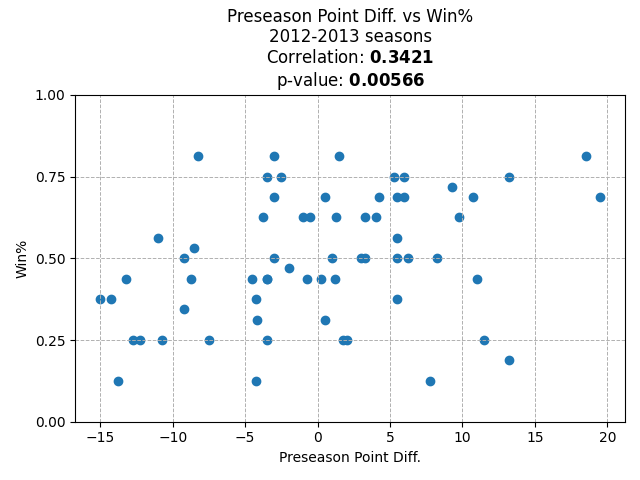 Preseason Point Diff. vs Win%
2012-2013 seasons
Correlation: 0.3421
p-value: 0.00566
1.00
0.75
0.50
0.25
0.00
Win%
−15
−10
−5
0
5
10
15
20
Preseason Point Diff.